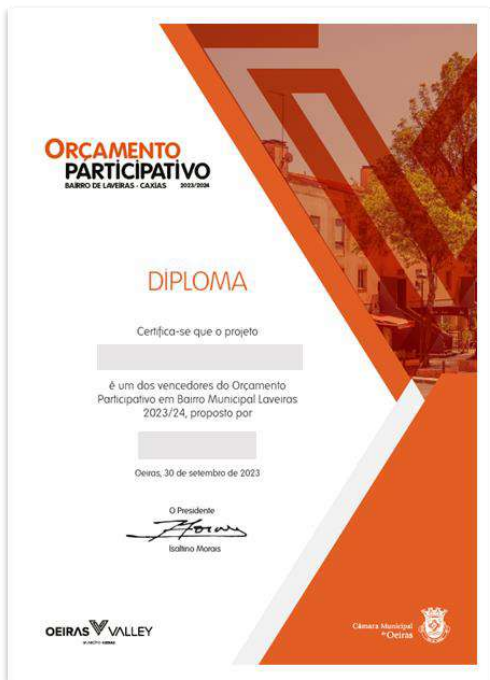 ORÇAMENTO
PARTICIPATIVO
BAIRRO DE LAVEIRAS - CAXIAS 2023/2024
DIPLOMA
Certifica-se que o projeto
é um dos vencedores do Orçamento
Participativo em Bairro Municipal Laveiras
2023/24, proposto por
Oeiras, 30 de setembro de 2023
O Presidente
Isaltino Morais
OEIRAS VALLEY
MUNICÍPIO OEIRAS
Câmara Municipal
de Oeiras